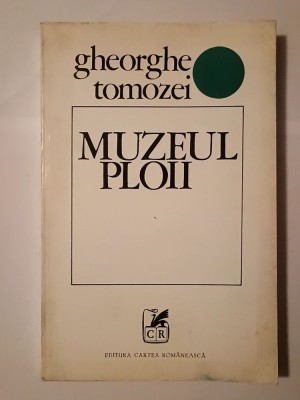 gheorghe
tomozei
MUZEUL
PLOII
CR
EDITURA CARTEA ROMÂNEASCĂ